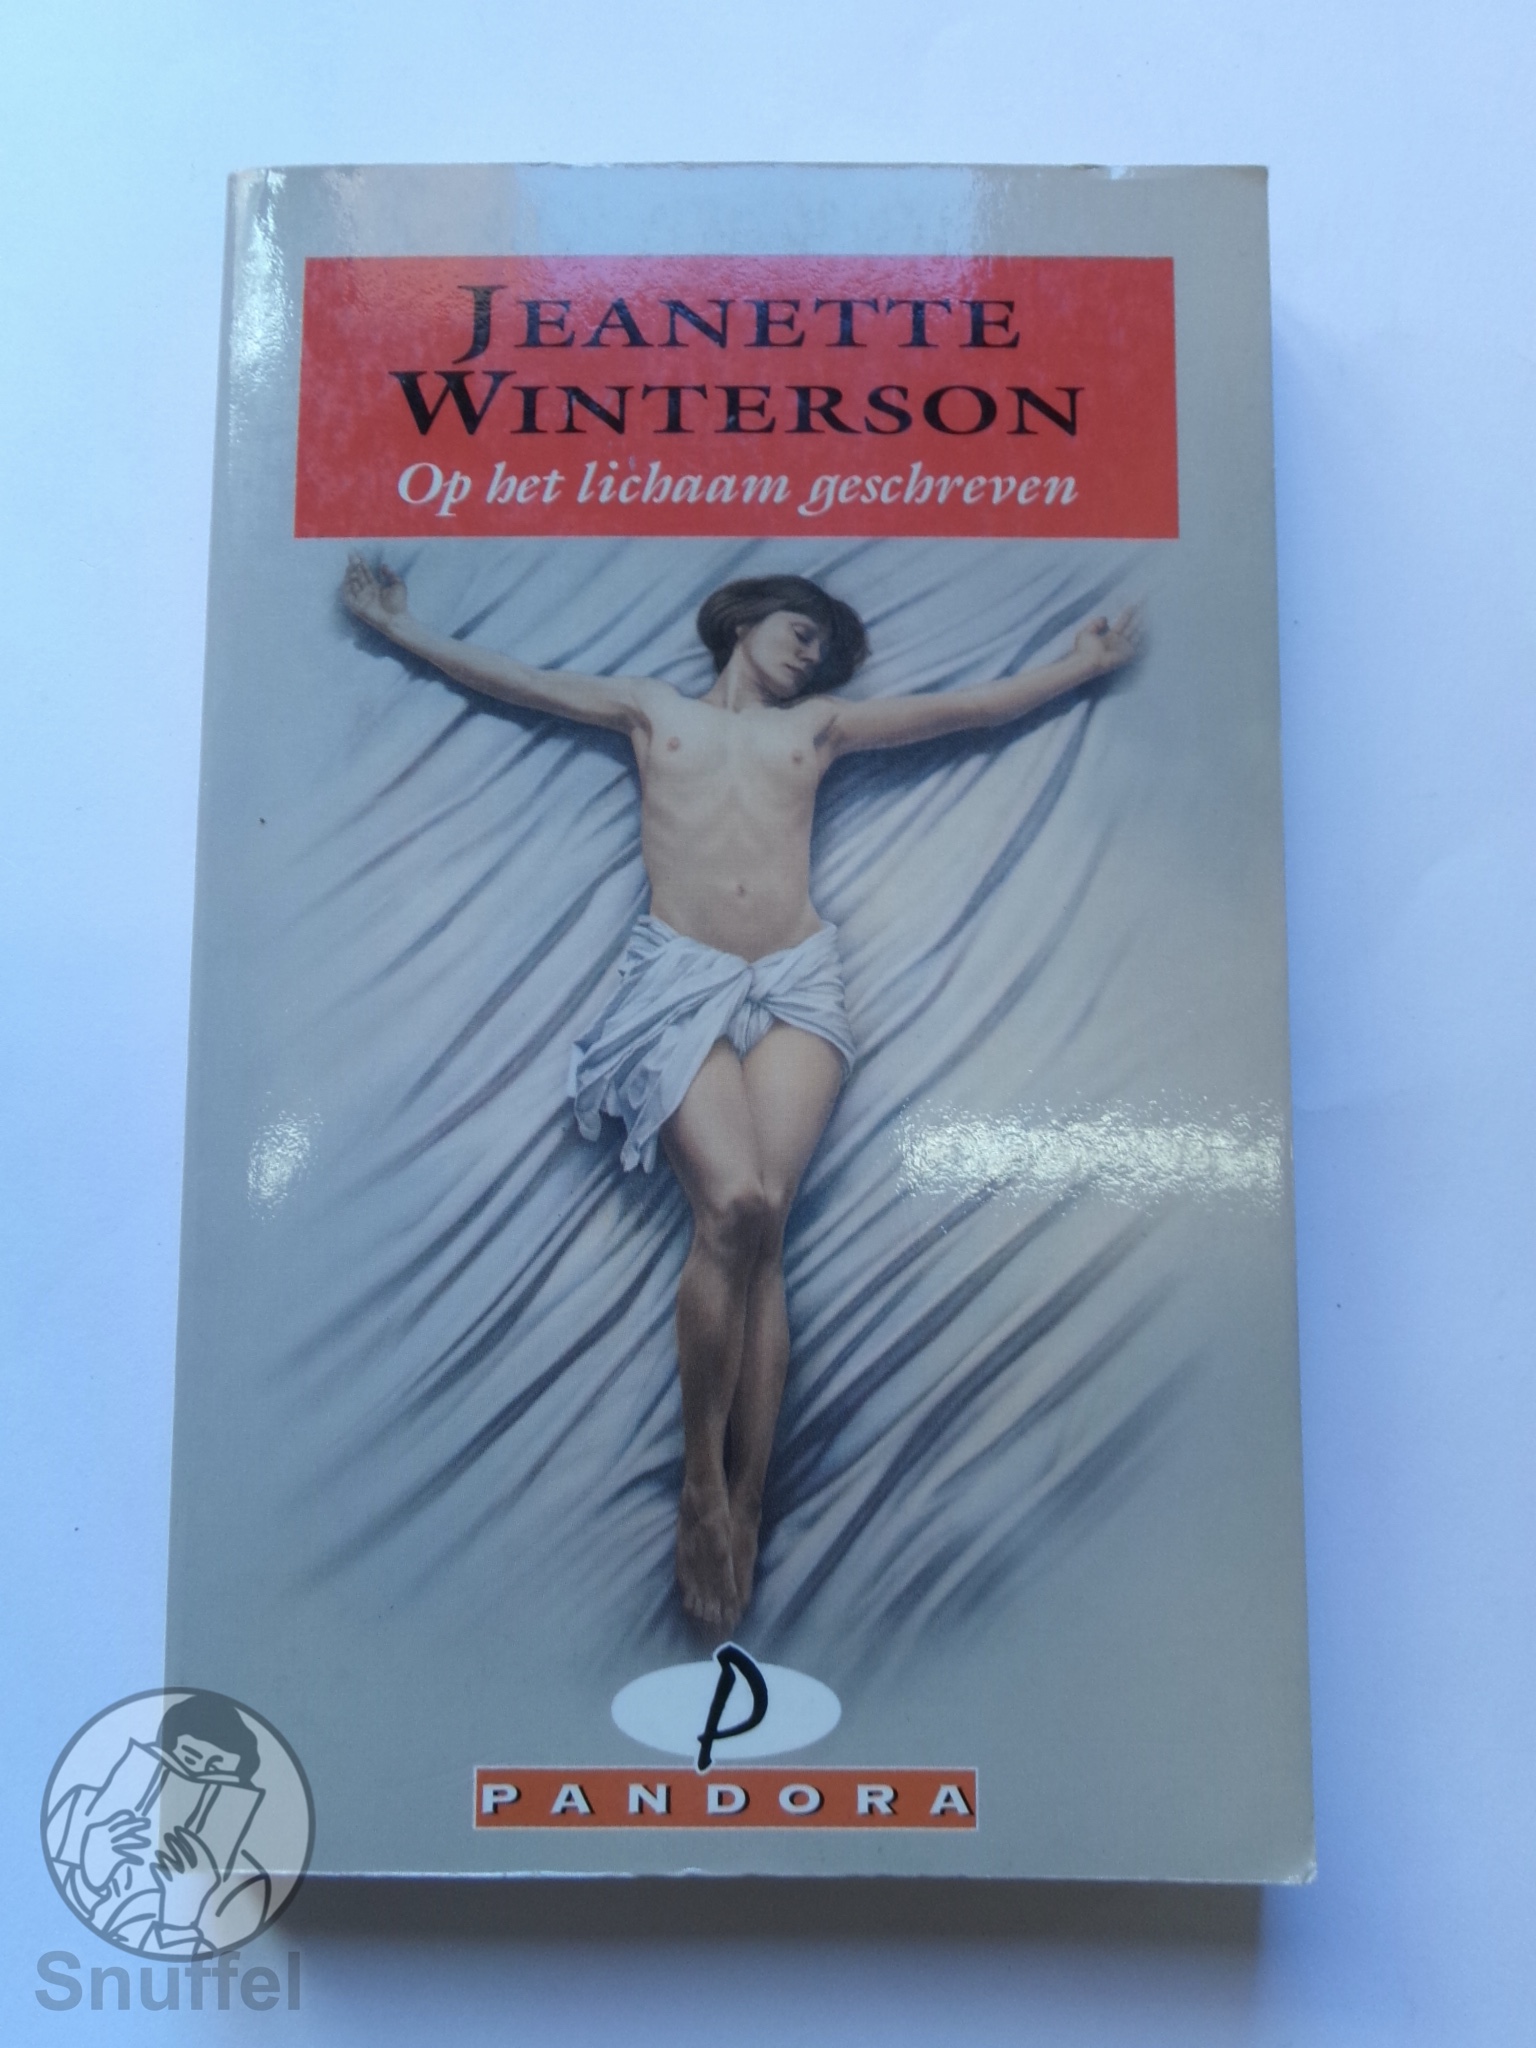 JEANETTE
WINTERSON
Op het lichaam geschreven
P
PANDORA
Snuffel